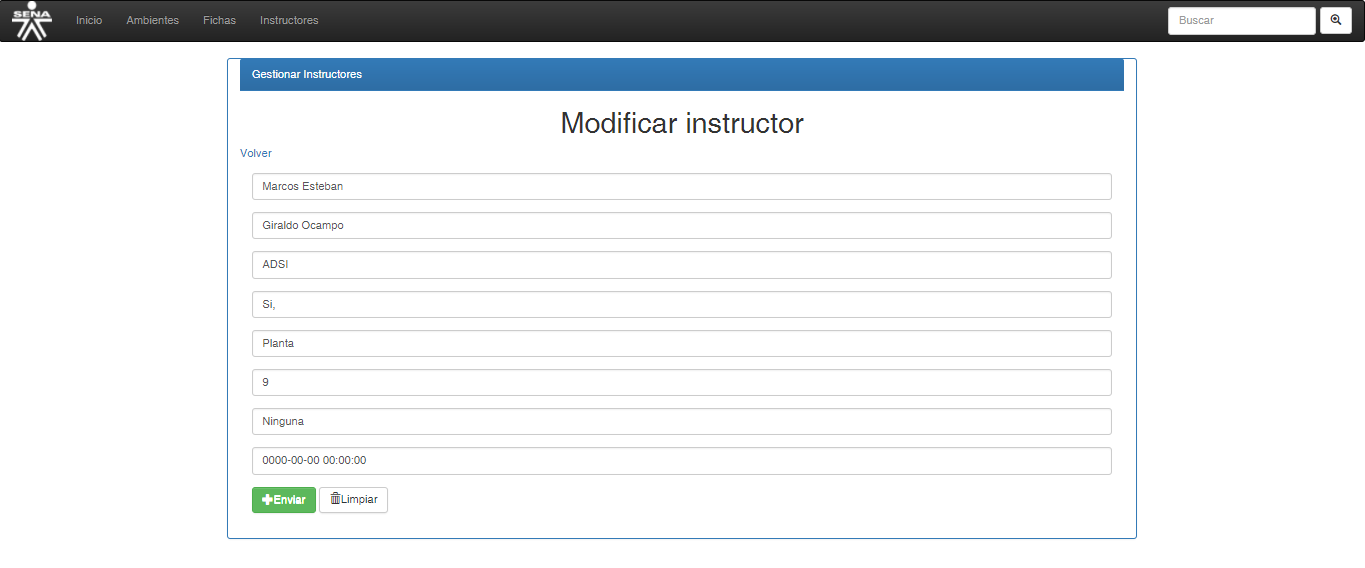 SENA
Inicio Ambientes Fichas Instructores Buscar
Gestionar Instructores
Modificar instructor
Volver
Marcos Esteban
Giraldo Ocampo
ADSI
Si,
Planta
9
Ninguna
0000-00-00 00:00:00
Enviar Limpiar